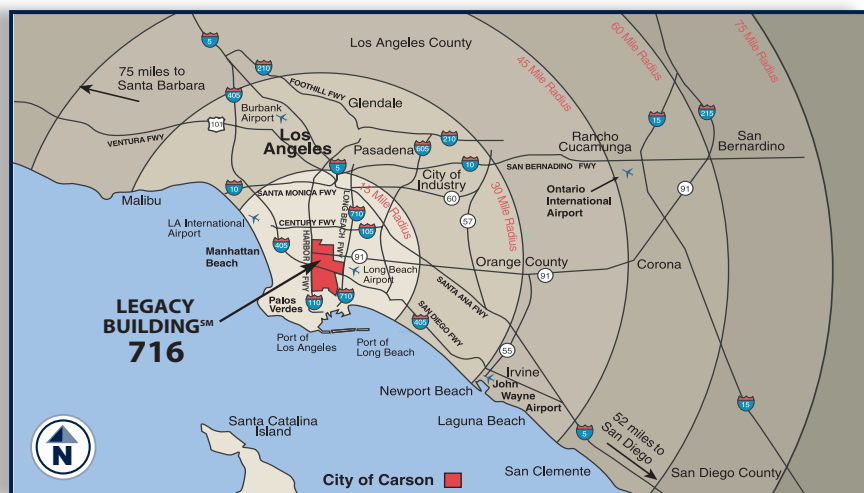 5
Los Angeles County
45 Mile Radius
60 Mile Radius
75 Mile Radius
210
75 miles to
Santa Barbara
405
FOOTHILL FWY
Glendale
Burbank
Airport
101
VENTURA FWY
Los
Angeles
Pasadena
605
210
15
215
Rancho
Cucamunga
San
Bernardino
5
City of
Industry
10
SAN BERNADINO FWY
Ontario
International
Airport
91
Malibu
10
SANTA MONICA FWY
15 Mile Radius
60
30 Mile Radius
LA International
Airport
CENTURY FWY
LONG BEACH FWY
710
105
57
Manhattan
Beach
405
HARBOR FWY
91
Long Beach
Airport
Orange County
91
Corona
LEGACY
BUILDING℠
716
Palos
Verdes
110
710
SANTA ANA FWY
405
SAN DIEGO FWY
Port of
Los Angeles
Port of
Long Beach
55
Irvine
John
Wayne
Airport
Newport Beach
Laguna Beach
15
Santa Catalina
Island
5
52 miles to
San Diego
N
City of Carson
San Clemente
San Diego County